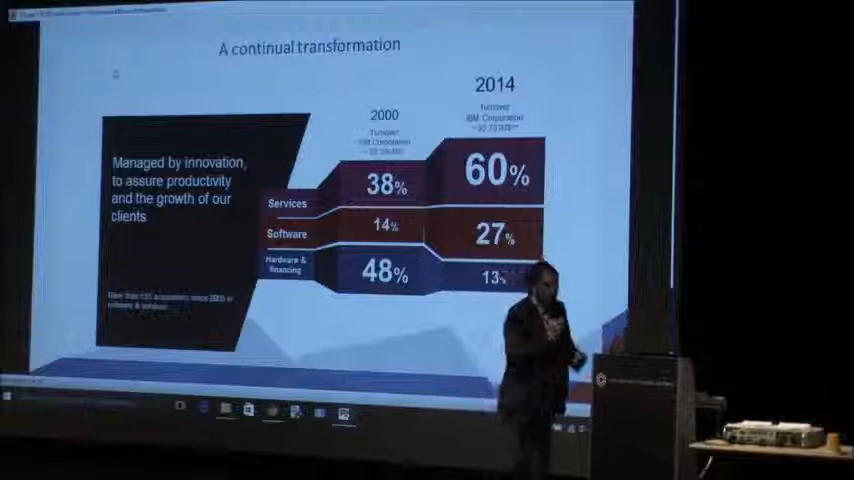 A continual transformation
2014
Turnover
IBM Corporation
2000
Turnover
IBM Corporation
Managed by innovation,
to assure productivity
and the growth of our
clients
Services
38%
60%
Software
14%
27%
Hardware &
financing
48%
13%